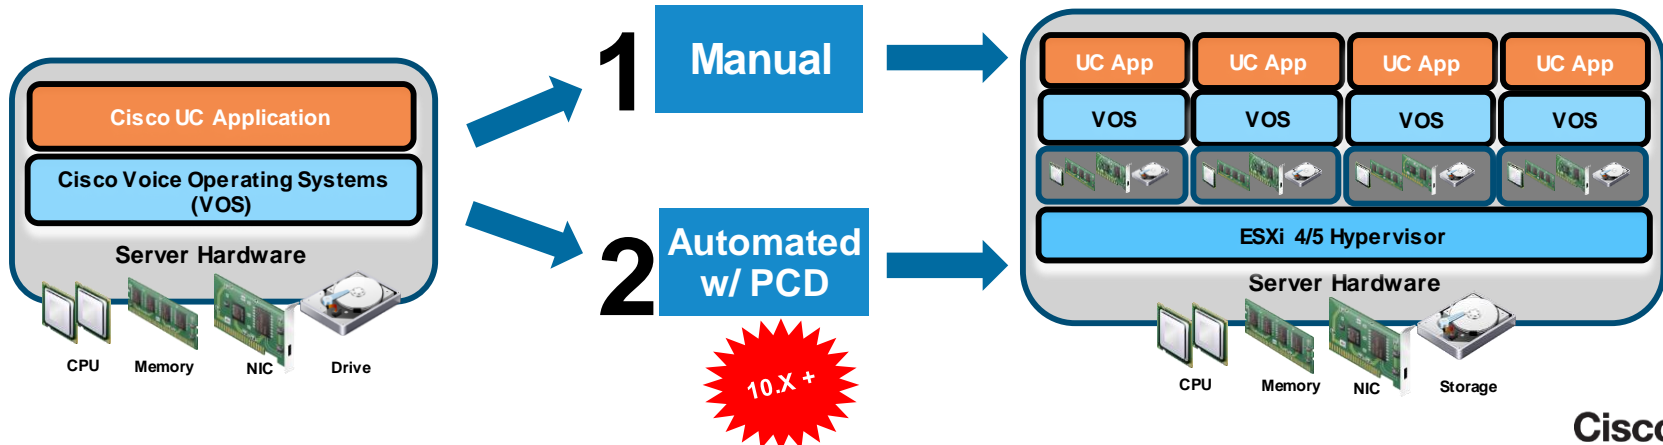 Cisco UC Application
Cisco Voice Operating Systems
(VOS)
Server Hardware
CPU
Memory
NIC
Drive
1
Manual
2
Automated
w/ PCD
10.X +
UC App
UC App
UC App
UC App
VOS
VOS
VOS
VOS
ESXi 4/5 Hypervisor
Server Hardware
CPU
Memory
NIC
Storage
Cisco